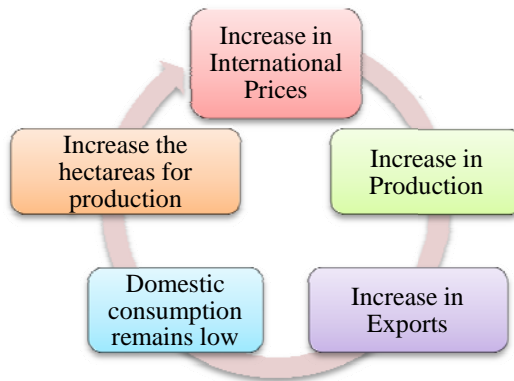 Increase in
International
Prices
Increase in
Production
Increase in
Exports
Domestic
consumption
remains low
Increase the
hectareas for
production